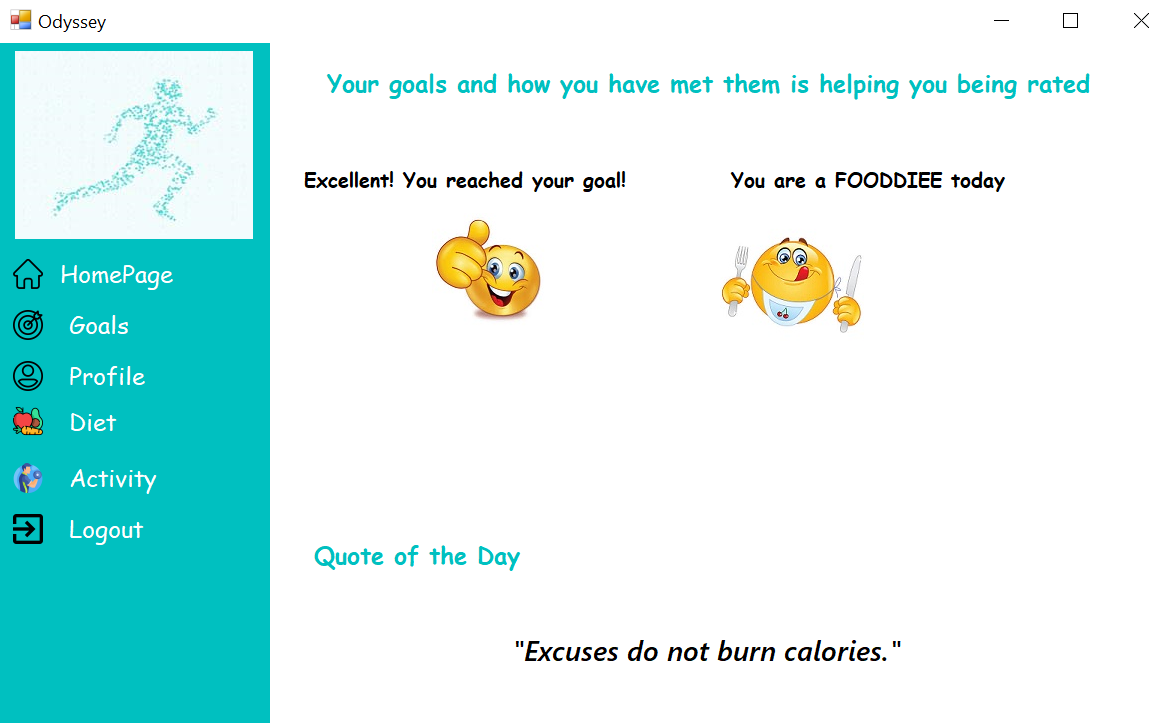 Odyssey
HomePage
Goals
Profile
Diet
Activity
Logout
Your goals and how you have met them is helping you being rated
Excellent! You reached your goal!
You are a FOODDIEE today
Quote of the Day
"Excuses do not burn calories."